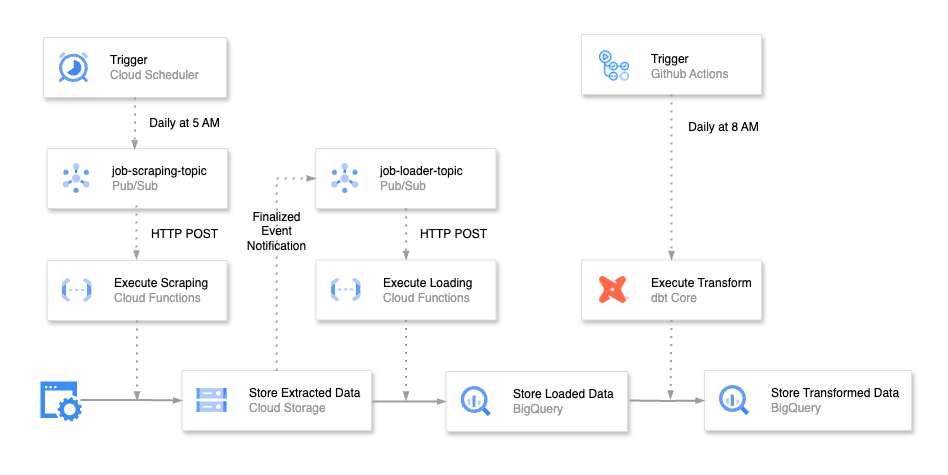 Trigger
Cloud Scheduler
Trigger
Github Actions
Daily at 5 AM
Daily at 8 AM
job-scraping-topic
Pub/Sub
job-loader-topic
Pub/Sub
Finalized
Event
Notification
HTTP POST
HTTP POST
Execute Scraping
Cloud Functions
Execute Loading
Cloud Functions
Execute Transform
dbt Core
Store Extracted Data
Cloud Storage
Store Loaded Data
BigQuery
Store Transformed Data
BigQuery